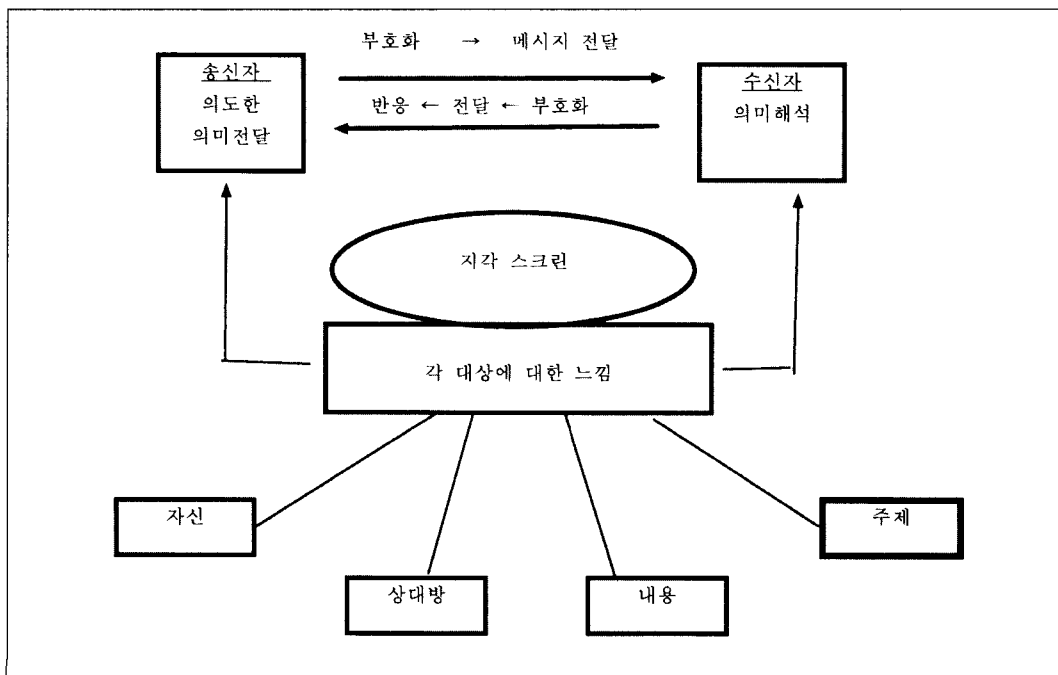 부호화 → 메시지 전달
송신자
의도한
의미전달
반응 ← 전달 ← 부호화
수신자
의미해석
지각 스크린
각 대상에 대한 느낌
자신
주제
상대방
내용